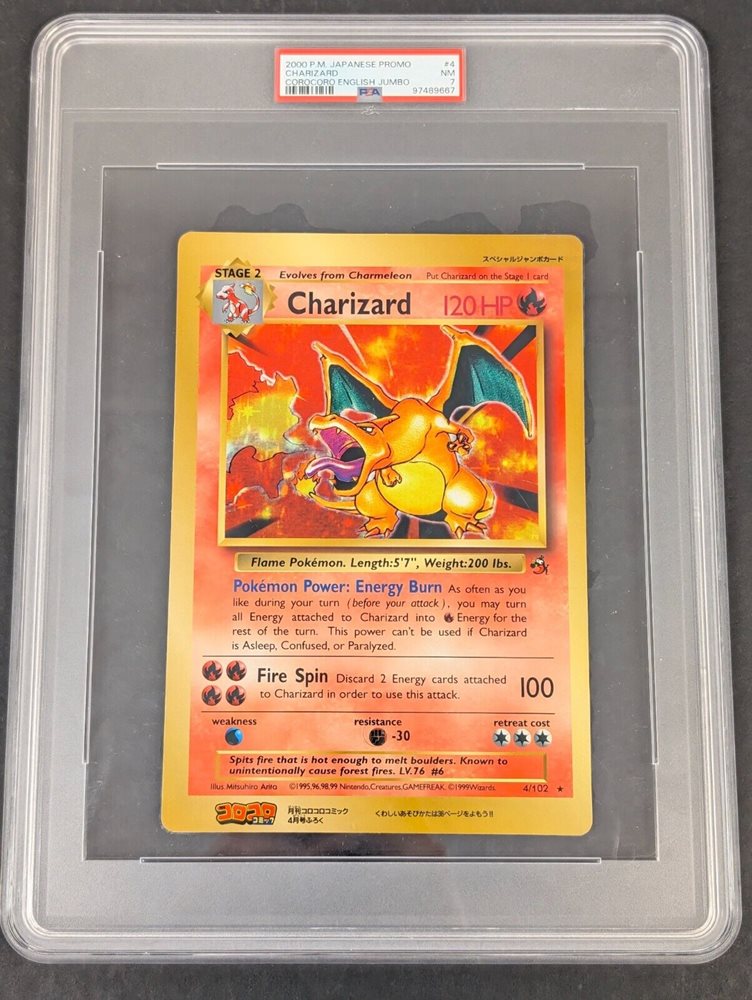 2000 P.M. JAPANESE PROMO #4
CHARIZARD NM
COROCORO ENGLISH JUMBO 7
PSA 97489667
スペシャルジャンボカード
STAGE 2 Evolves from Charmeleon Put Charizard on the Stage 1 card
Charizard 120 HP
Flame Pokémon. Length:5'7", Weight:200 lbs.
Pokémon Power: Energy Burn As often as you
like during your turn (before your attack), you may turn
all Energy attached to Charizard into Energy for the
rest of the turn. This power can't be used if Charizard
is Asleep, Confused, or Paralyzed.
Fire Spin Discard 2 Energy cards attached
to Charizard in order to use this attack. 100
weakness resistance retreat cost
-30
Spits fire that is hot enough to melt boulders. Known to
unintentionally cause forest fires. LV.76 #6
Illus. Mitsuhiro Arita ©1995,96,98,99 Nintendo,Creatures,GAMEFREAK. ©1999Wizards. 4/102 ★
コロコロ
コミック
月刊コロコロコミック
4月号ふろく
くわしいあそびかたは36ページをよもう!!